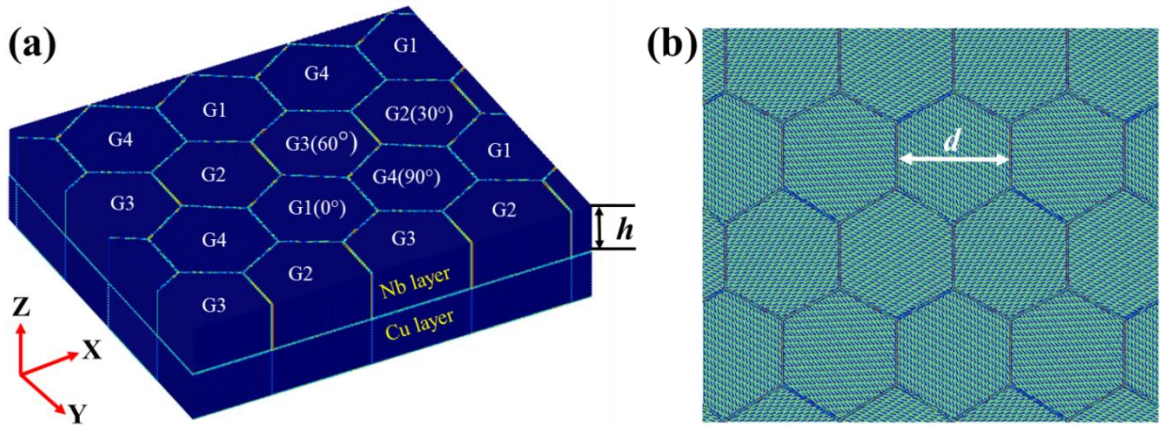 (a)
G1
G4
G1
G2(30°)
G4
G3(60°)
G1
G2
G4(90°)
G3
G1(0°)
G2
G4
G3
G2
G3
Nb layer
Cu layer
h
Z
X
Y
(b)
d